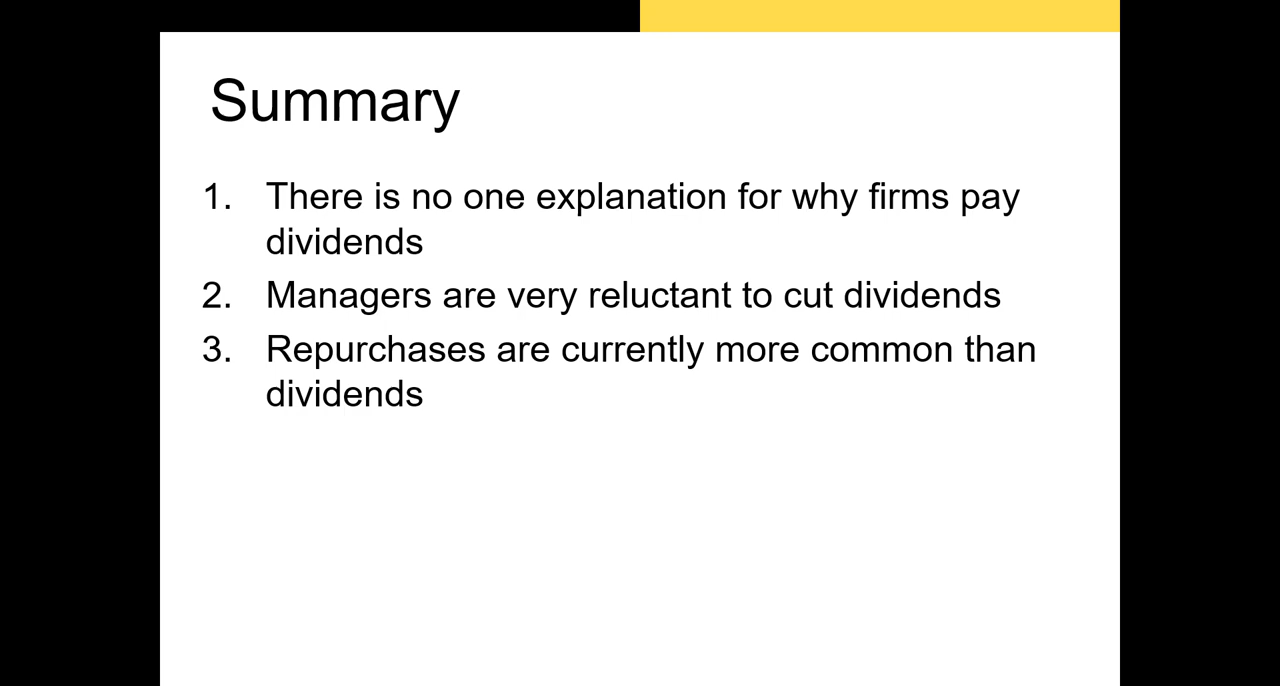 Summary
1. There is no one explanation for why firms pay
dividends
2. Managers are very reluctant to cut dividends
3. Repurchases are currently more common than
dividends